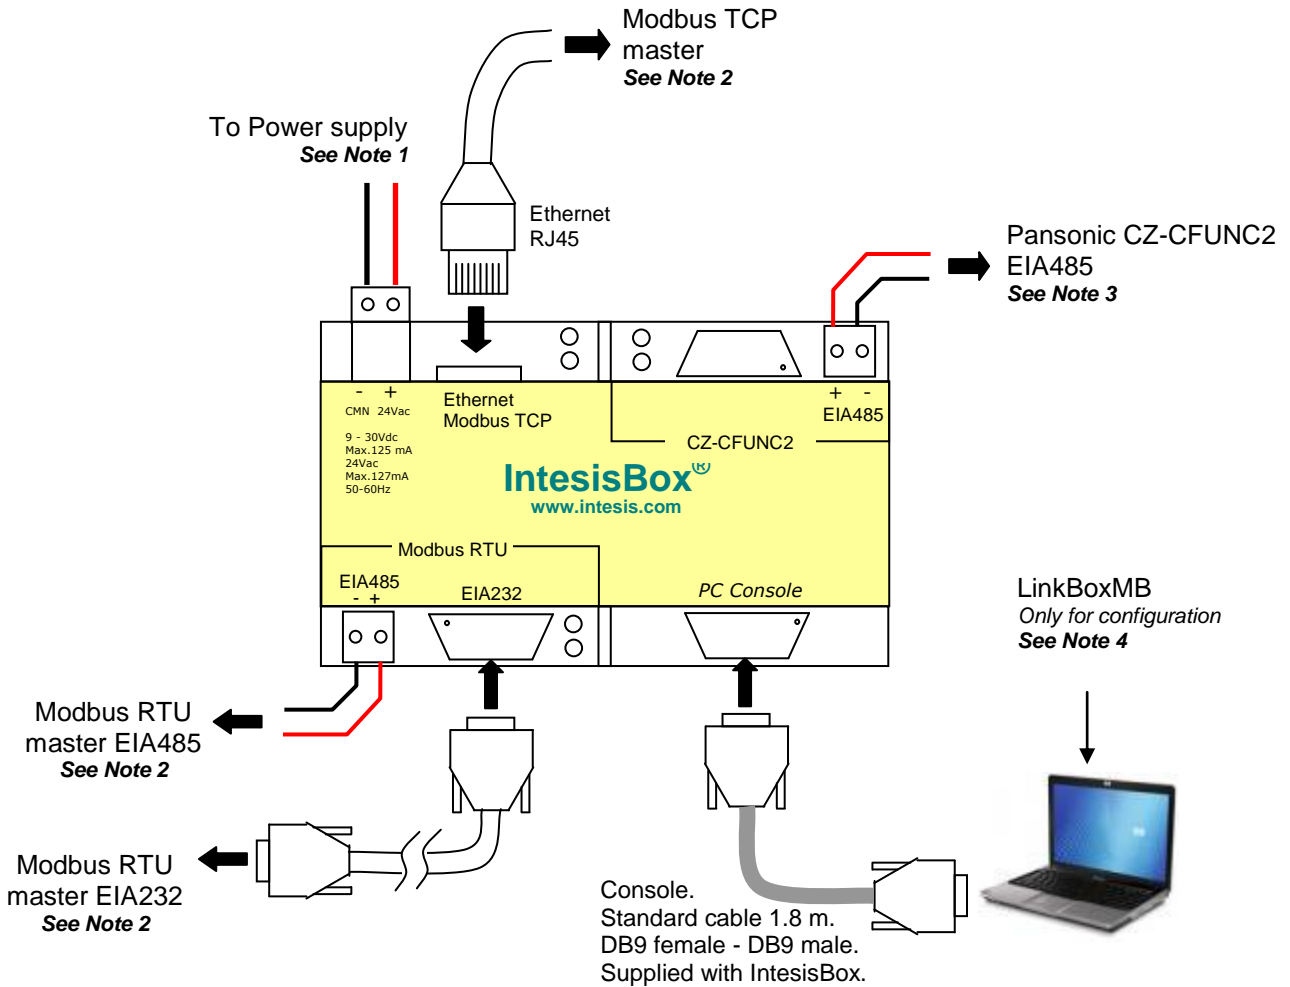 Modbus TCP
master
See Note 2
To Power supply
See Note 1
Ethernet
RJ45
Pansonic CZ-CFUNC2
EIA485
See Note 3
- +
CMN 24Vac
9 - 30Vdc
Max.125 mA
24Vac
Max.127mA
50-60Hz
Ethernet
Modbus TCP
+ -
EIA485
CZ-CFUNC2
IntesisBox®
www.intesis.com
Modbus RTU
EIA485
- +
EIA232
PC Console
LinkBoxMB
Only for configuration
See Note 4
Modbus RTU
master EIA485
See Note 2
Modbus RTU
master EIA232
See Note 2
Console.
Standard cable 1.8 m.
DB9 female - DB9 male.
Supplied with IntesisBox.